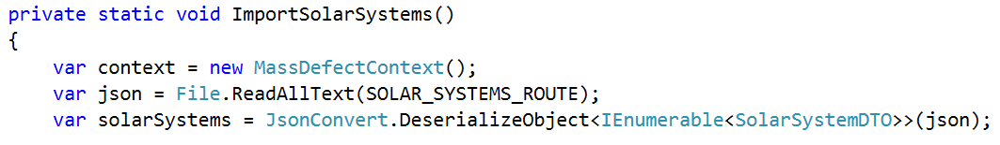 private static void ImportSolarSystems()
{
    var context = new MassDefectContext();
    var json = File.ReadAllText(SOLAR_SYSTEMS_ROUTE);
    var solarSystems = JsonConvert.DeserializeObject<IEnumerable<SolarSystemDTO>>(json);